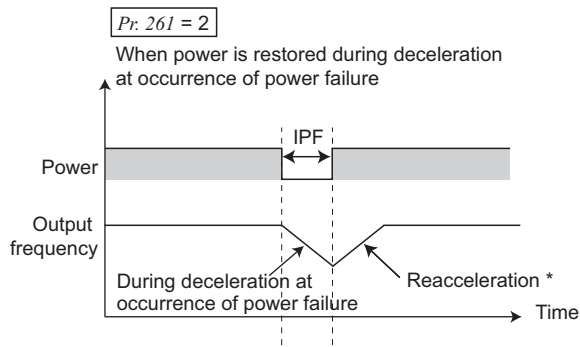 Pr. 261 = 2
When power is restored during deceleration
at occurrence of power failure
IPF
Power
Output
frequency
During deceleration at
occurrence of power failure
Reacceleration *
Time